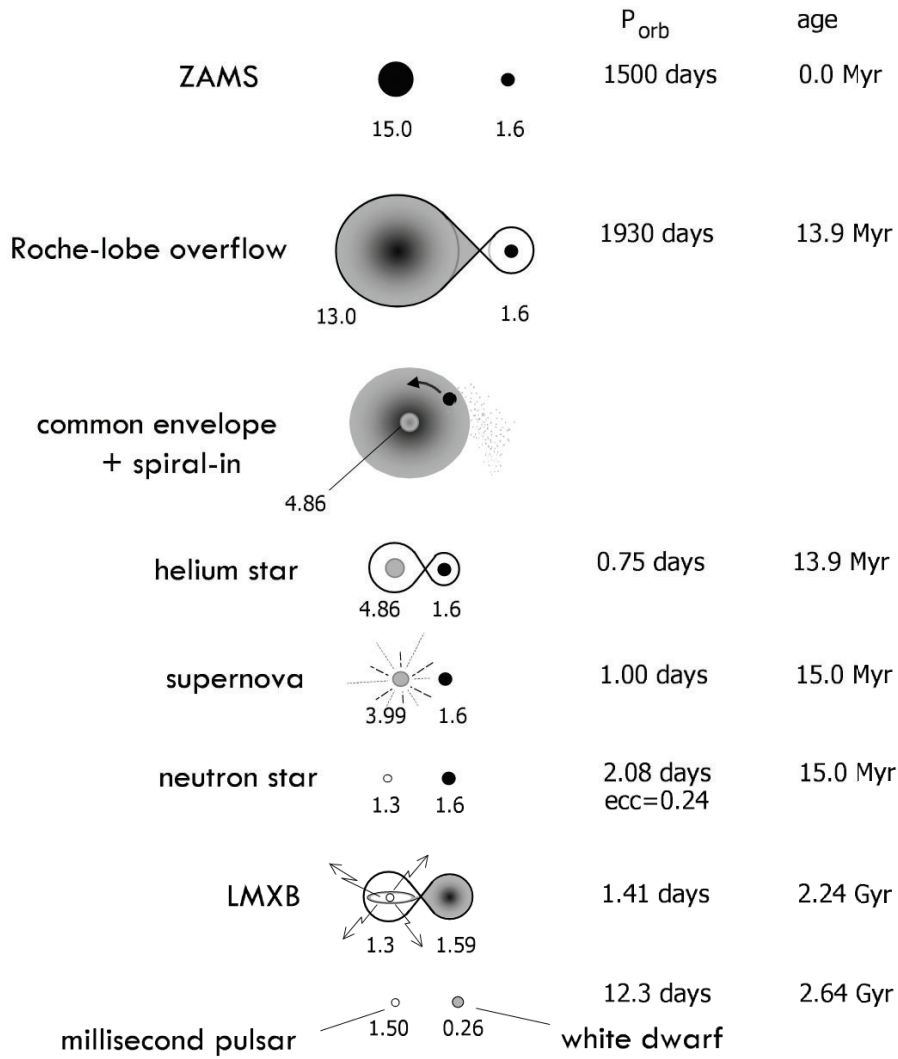 P_orb age
ZAMS 1500 days 0.0 Myr
15.0 1.6
Roche-lobe overflow 1930 days 13.9 Myr
13.0 1.6
common envelope
+ spiral-in
4.86
helium star 0.75 days 13.9 Myr
4.86 1.6
supernova 1.00 days 15.0 Myr
3.99 1.6
neutron star 2.08 days 15.0 Myr
ecc=0.24
1.3 1.6
LMXB 1.41 days 2.24 Gyr
1.3 1.59
12.3 days 2.64 Gyr
millisecond pulsar 1.50 0.26 white dwarf